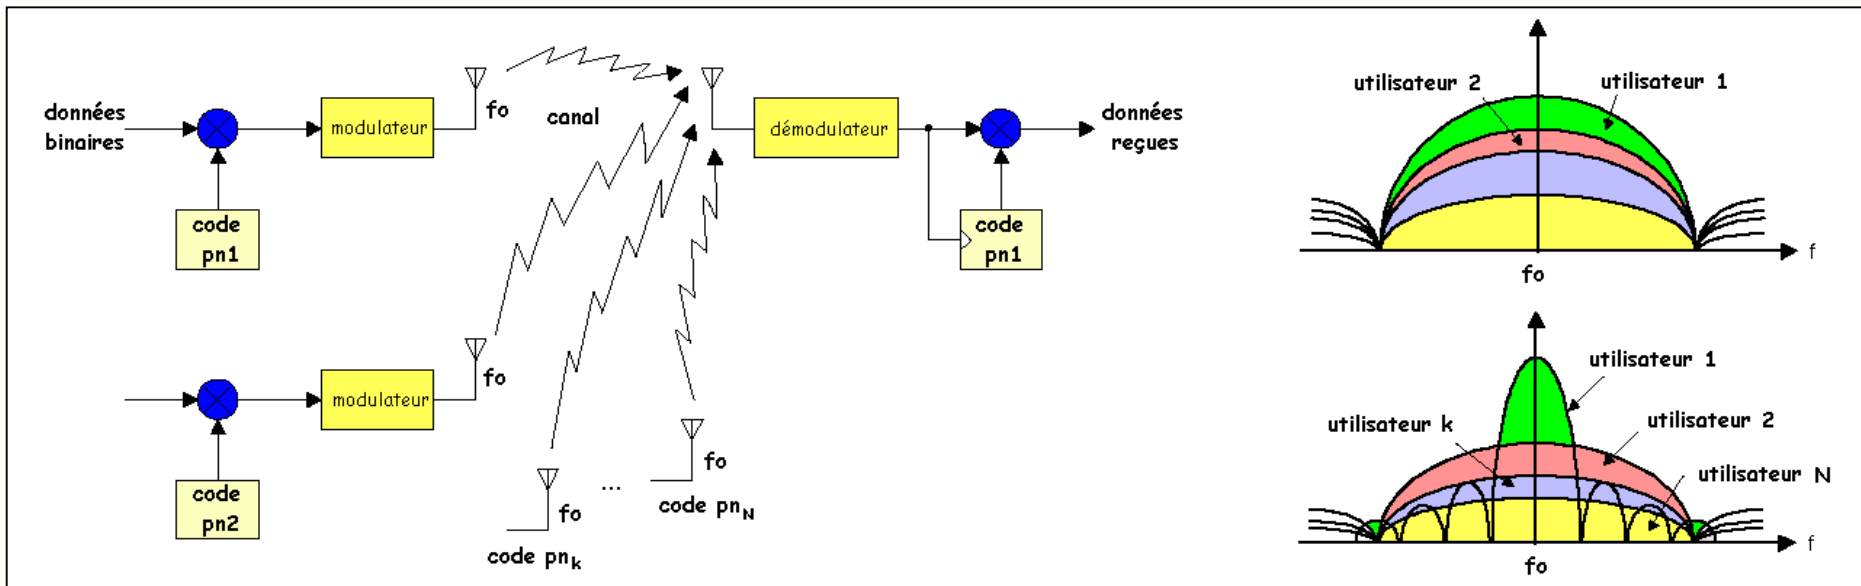 données
binaires
code
pn1
modulateur
fo
canal
démodulateur
code
pn1
données
reçues
code
pn2
modulateur
fo
fo
code pnk
...
fo
code pnN
utilisateur 2
utilisateur 1
f
fo
utilisateur 1
utilisateur k
utilisateur 2
utilisateur N
f
fo